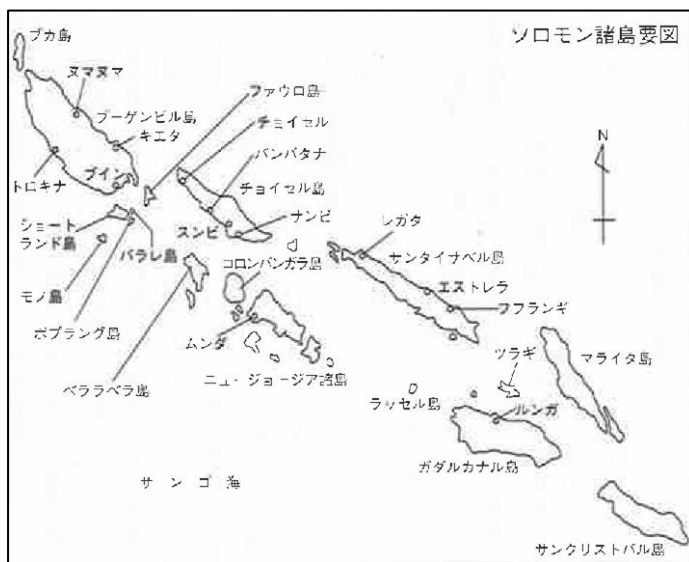 ソロモン諸島要図
ブカ島
ヌマヌマ
ブーゲンビル島
キエタ
ファウロ島
チョイセル
バンバタナ
チョイセル島
トロキナ
ブイン
スンビ
ナンビ
N
ショート
ランド島
バラレ島
レガタ
サンタイサベル島
モノ島
コロンバンガラ島
エストレラ
フフランギ
ポプラング島
ムンダ
ツラギ
マライタ島
ベララベラ島
ニュージョージア諸島
ラッセル島
ルンガ
ガダルカナル島
サンゴ海
サンクリストバル島